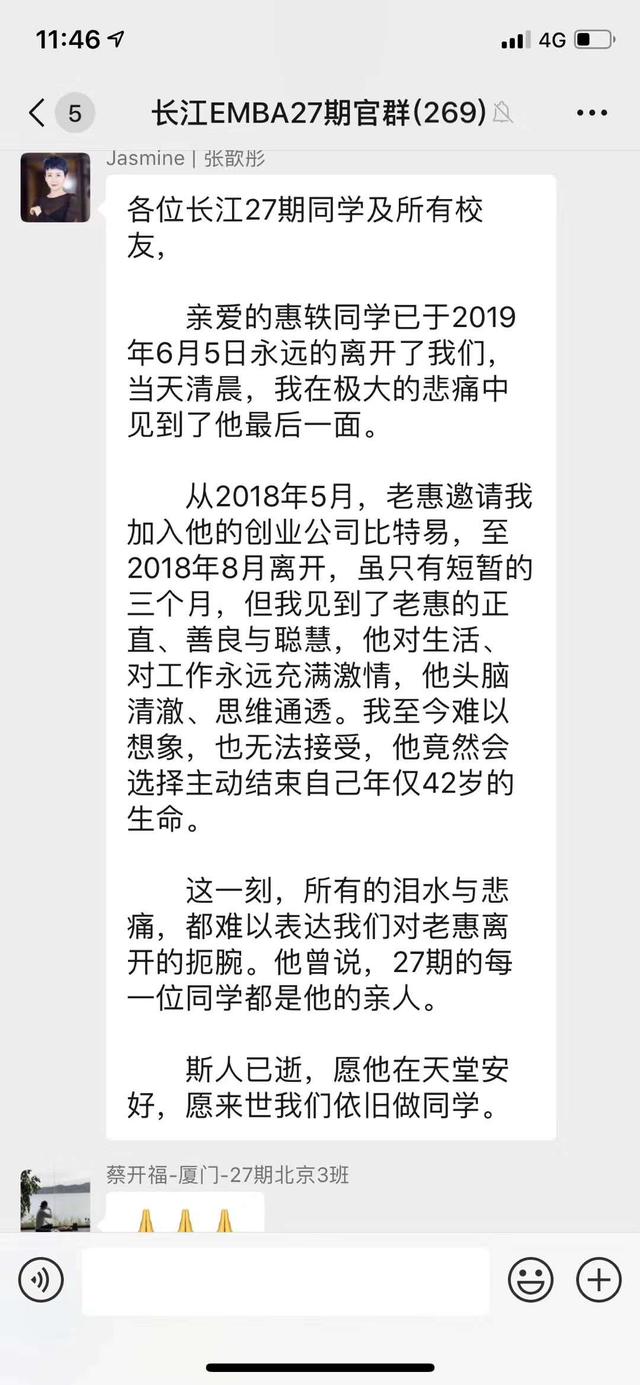 11:46
4G
5
长江EMBA27期官群(269)
Jasmine | 张歆彤
各位长江27期同学及所有校
友，
亲爱的惠轶同学已于2019
年6月5日永远的离开了我们，
当天清晨，我在极大的悲痛中
见到了他最后一面。
从2018年5月，老惠邀请我
加入他的创业公司比特易，至
2018年8月离开，虽只有短暂的
三个月，但我见到了老惠的正
直、善良与聪慧，他对生活、
对工作永远充满激情，他头脑
清澈、思维通透。我至今难以
想象，也无法接受，他竟然会
选择主动结束自己年仅42岁的
生命。
这一刻，所有的泪水与悲
痛，都难以表达我们对老惠离
开的扼腕。他曾说，27期的每
一位同学都是他的亲人。
斯人已逝，愿他在天堂安
好，愿来世我们依旧做同学。
蔡开福-厦门-27期北京3班